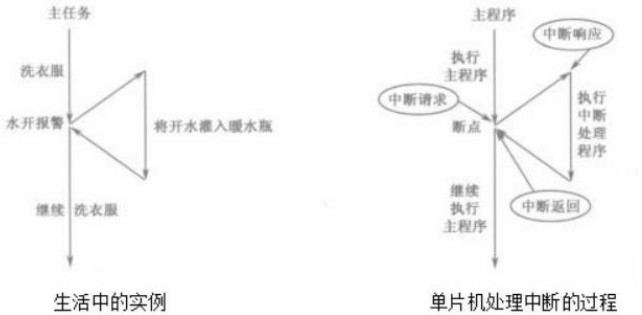 主任务
洗衣服
水开报警
将开水灌入暖水瓶
继续 洗衣服
生活中的实例
主程序
中断响应
执行
主程序
中断请求
断点
执行
中断
处理
程序
继续
执行
主程序
中断返回
单片机处理中断的过程